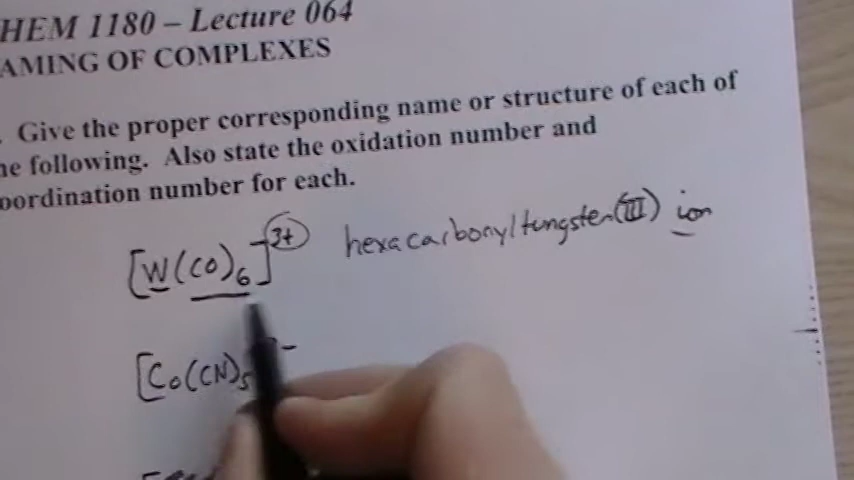 HEM 1180 – Lecture 064
AMING OF COMPLEXES
. Give the proper corresponding name or structure of each of
he following. Also state the oxidation number and
oordination number for each.
[W(CO)6]3+ hexacarbonyltungsten(III) ion
[Co(CN)5 –